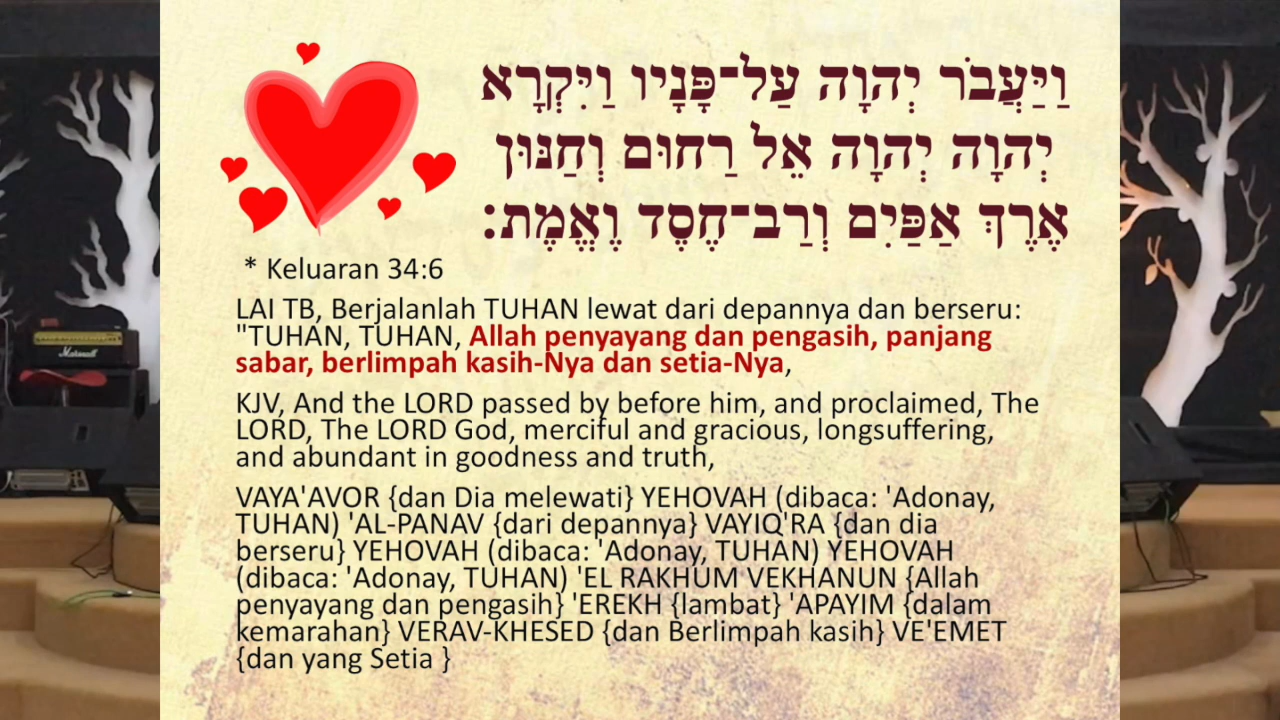 וַיַּעֲבֹר יְהוָה עַל־פָּנָיו וַיִּקְרָא
יְהוָה יְהוָה אֵל רַחוּם וְחַנּוּן
אֶרֶךְ אַפַּיִם וְרַב־חֶסֶד וֶאֱמֶת׃
* Keluaran 34:6
LAI TB, Berjalanlah TUHAN lewat dari depannya dan berseru:
"TUHAN, TUHAN, Allah penyayang dan pengasih, panjang
sabar, berlimpah kasih-Nya dan setia-Nya,
KJV, And the LORD passed by before him, and proclaimed, The
LORD, The LORD God, merciful and gracious, longsuffering,
and abundant in goodness and truth,
VAYA'AVOR {dan Dia melewati} YEHOVAH (dibaca: 'Adonay,
TUHAN) 'AL-PANAV {dari depannya} VAYIQ'RA {dan dia
berseru} YEHOVAH (dibaca: 'Adonay, TUHAN) YEHOVAH
(dibaca: 'Adonay, TUHAN) 'EL RAKHUM VEKHANUN {Allah
penyayang dan pengasih} 'EREKH {lambat} 'APAYIM {dalam
kemarahan} VERAV-KHESED {dan Berlimpah kasih} VE'EMET
{dan yang Setia }
Marshall